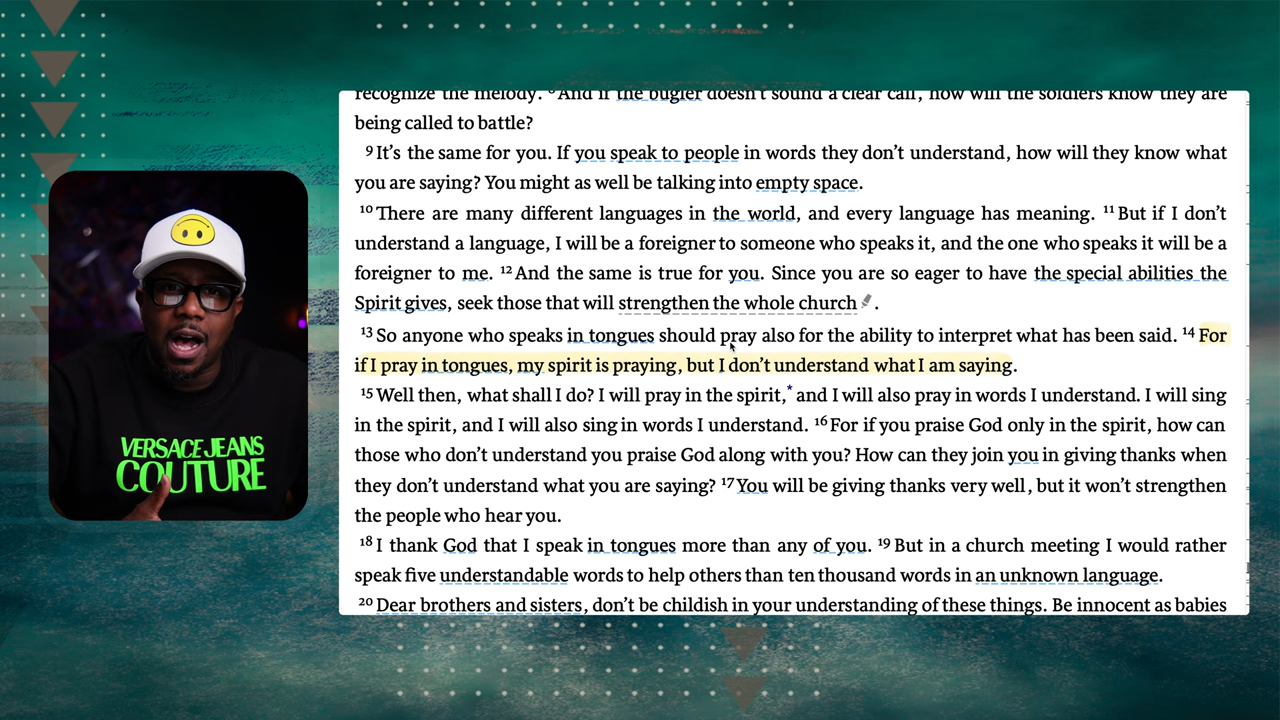 VERSACE JEANS
COUTURE
recognize the melody. 8 And if the bugler doesn't sound a clear call, how will the soldiers know they are
being called to battle?
9 It's the same for you. If you speak to people in words they don't understand, how will they know what
you are saying? You might as well be talking into empty space.
10 There are many different languages in the world, and every language has meaning. 11 But if I don't
understand a language, I will be a foreigner to someone who speaks it, and the one who speaks it will be a
foreigner to me. 12 And the same is true for you. Since you are so eager to have the special abilities the
Spirit gives, seek those that will strengthen the whole church.
13 So anyone who speaks in tongues should pray also for the ability to interpret what has been said. 14 For
if I pray in tongues, my spirit is praying, but I don't understand what I am saying.
15 Well then, what shall I do? I will pray in the spirit,* and I will also pray in words I understand. I will sing
in the spirit, and I will also sing in words I understand. 16 For if you praise God only in the spirit, how can
those who don't understand you praise God along with you? How can they join you in giving thanks when
they don't understand what you are saying? 17 You will be giving thanks very well, but it won't strengthen
the people who hear you.
18 I thank God that I speak in tongues more than any of you. 19 But in a church meeting I would rather
speak five understandable words to help others than ten thousand words in an unknown language.
20 Dear brothers and sisters, don't be childish in your understanding of these things. Be innocent as babies